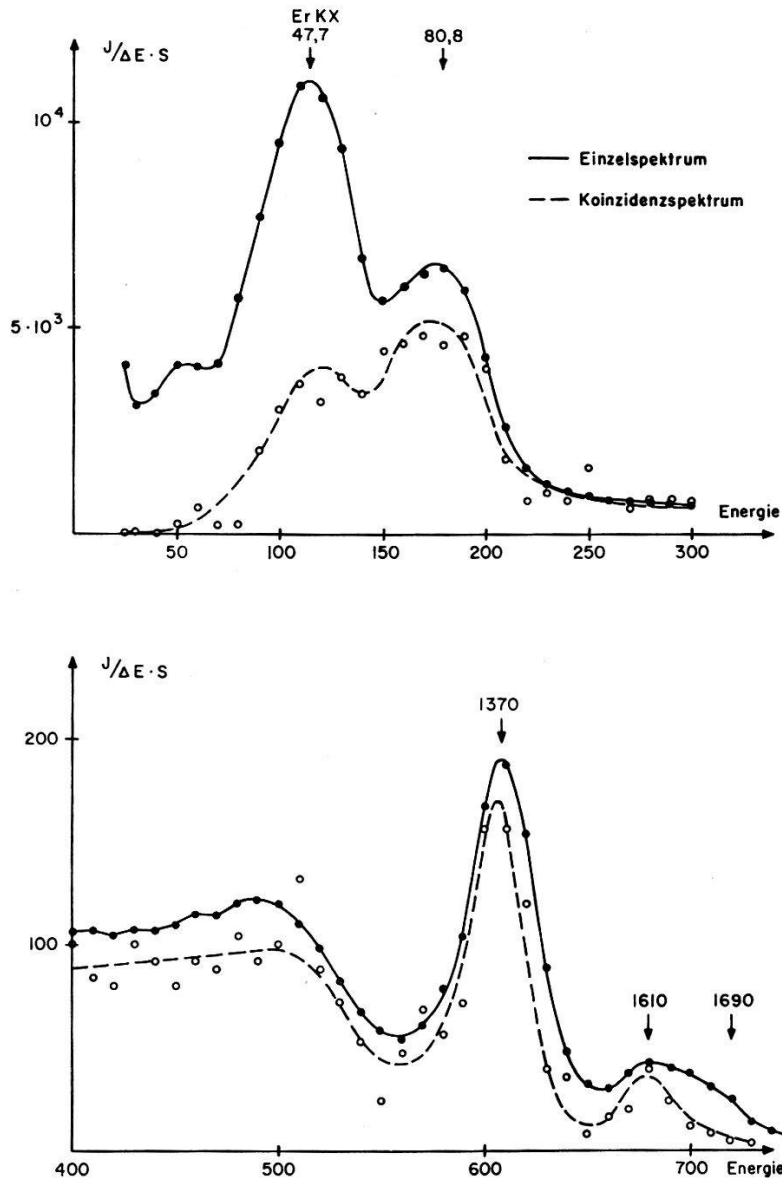 J/ΔE·S
Er KX
47,7
80,8
10⁴
5·10³
Einzelspektrum
Koinzidenzspektrum
Energie
50
100
150
200
250
300
J/ΔE·S
200
100
1370
1610
1690
400
500
600
700
Energie